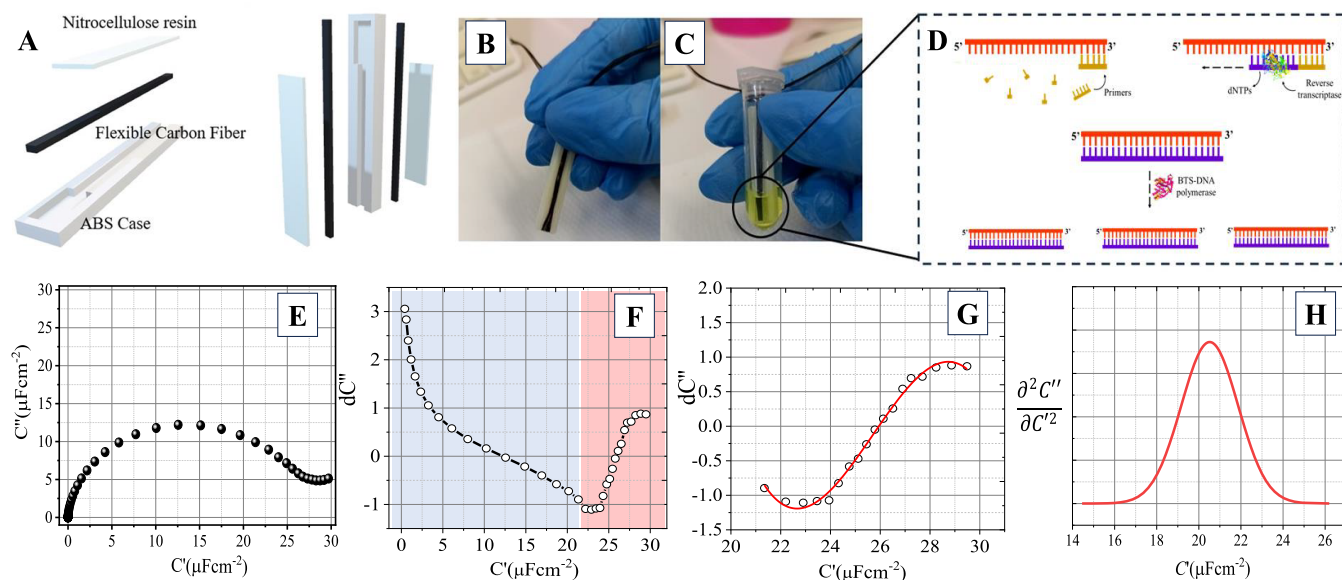 A
Nitrocellulose resin
Flexible Carbon Fiber
ABS Case
B
C
D
5’ 3’
Primers
5’ 3’
dNTPs
Reverse
transcriptase
5’ 3’
BTS-DNA
polymerase
5’ 3’
5’ 3’
5’ 3’
E
C''(μFcm⁻²)
30
25
20
15
10
5
0
0 5 10 15 20 25 30
C'(μFcm⁻²)
F
dC''
3
2
1
0
-1
0 5 10 15 20 25 30
C'(μFcm⁻²)
G
dC''
2.0
1.5
1.0
0.5
0.0
-0.5
-1.0
-1.5
20 22 24 26 28 30
C'(μFcm⁻²)
H
∂²C''
∂C'²
14 16 18 20 22 24 26
C'(μFcm⁻²)